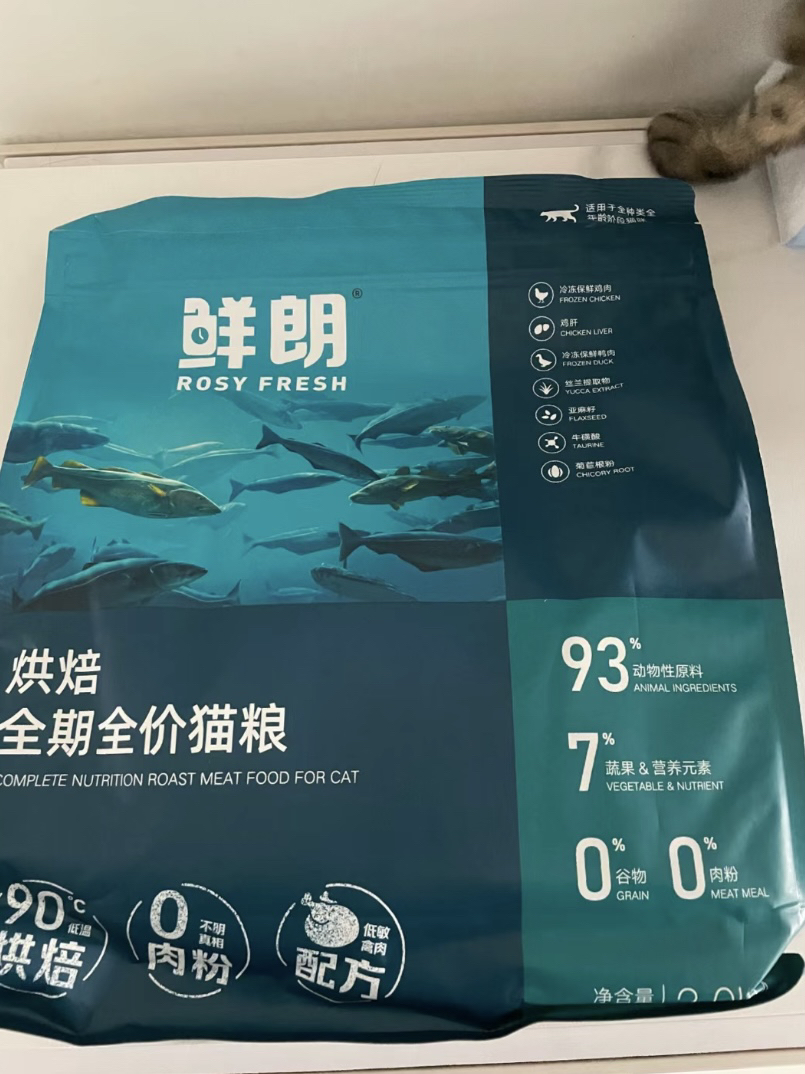 适用于全种类全
年龄阶段猫咪
鲜朗®
ROSY FRESH
冷冻保鲜鸡肉
FROZEN CHICKEN
鸡肝
CHICKEN LIVER
冷冻保鲜鸭肉
FROZEN DUCK
丝兰提取物
YUCCA EXTRACT
亚麻籽
FLAXSEED
牛磺酸
TAURINE
菊苣根粉
CHICORY ROOT
烘焙
全期全价猫粮
COMPLETE NUTRITION ROAST MEAT FOOD FOR CAT
93%
动物性原料
ANIMAL INGREDIENTS
7%
蔬果 & 营养元素
VEGETABLE & NUTRIENT
0%
谷物
GRAIN
0%
肉粉
MEAT MEAL
90°C
低温
烘焙
0
不明
真相
肉粉
低敏
禽肉
配方
净含量